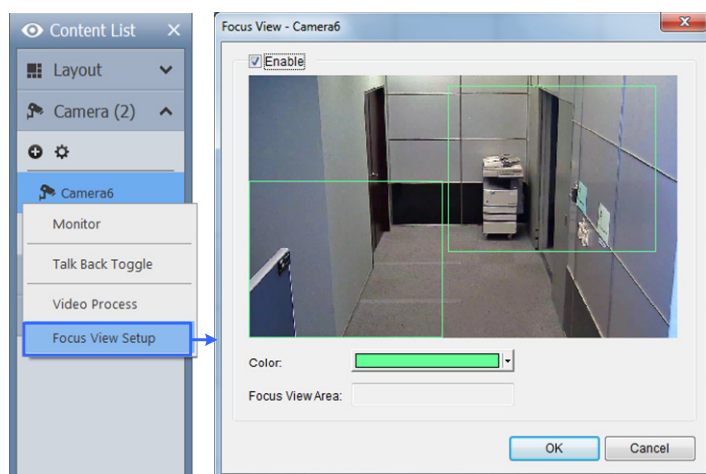 Content List
Layout
Camera (2)
Camera6
Monitor
Talk Back Toggle
Video Process
Focus View Setup
Focus View - Camera6
Enable
Color:
Focus View Area:
OK
Cancel